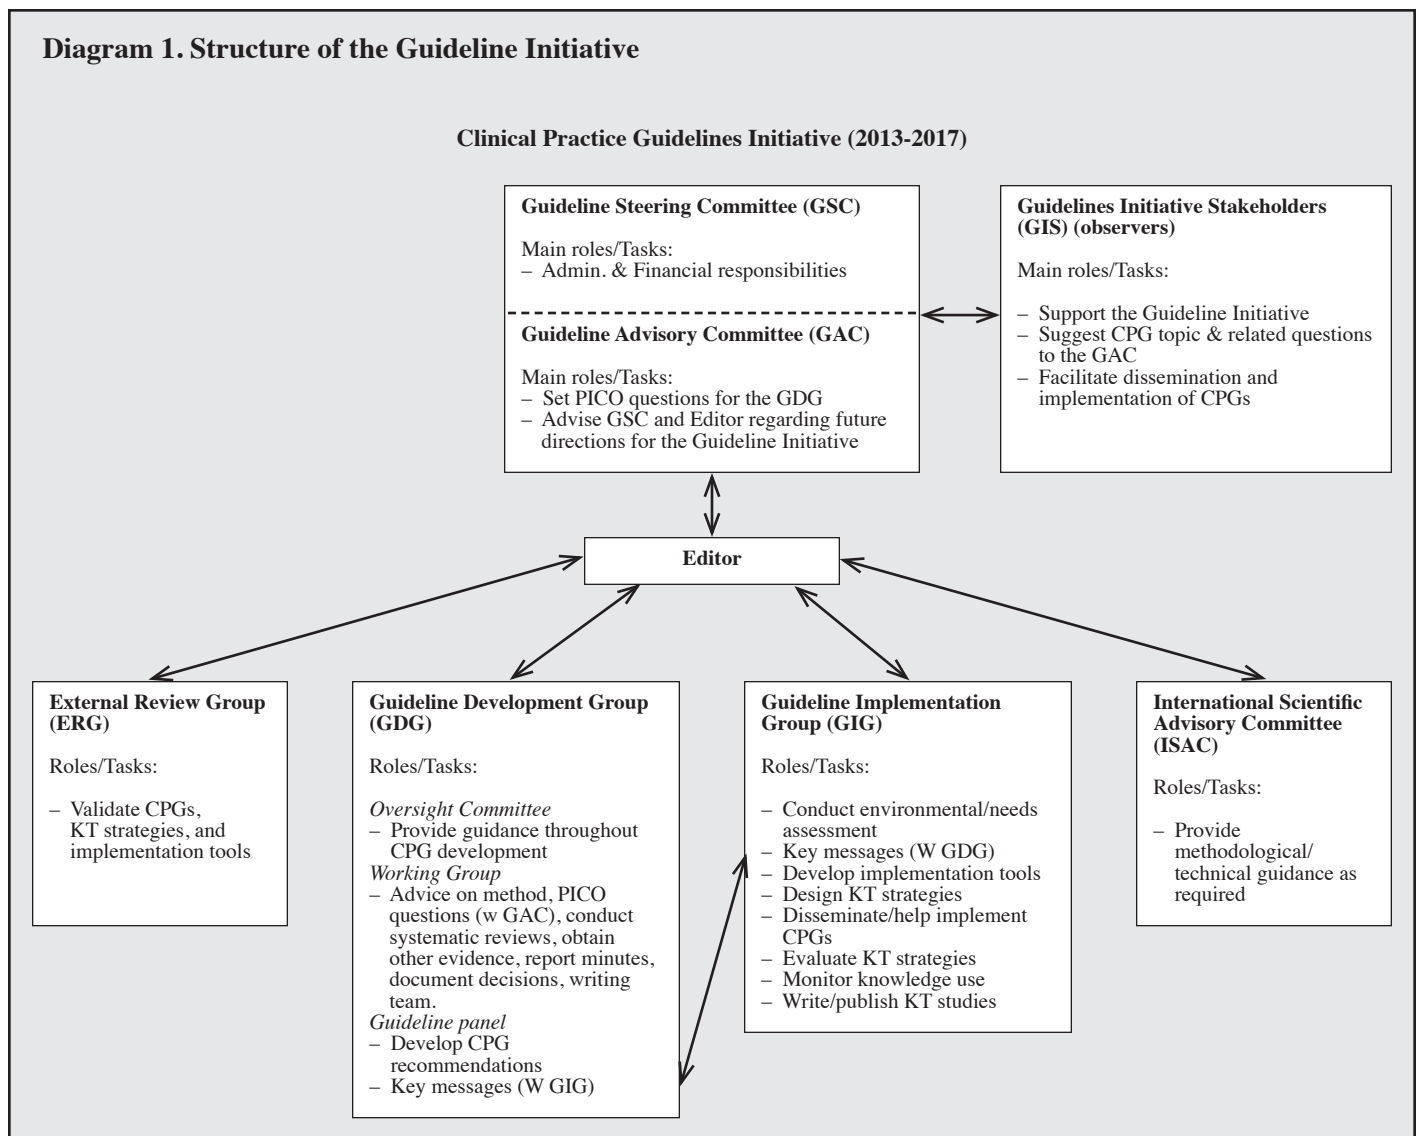 Diagram 1. Structure of the Guideline Initiative
Clinical Practice Guidelines Initiative (2013-2017)
Guideline Steering Committee (GSC)
Main roles/Tasks:
– Admin. & Financial responsibilities
Guideline Advisory Committee (GAC)
Main roles/Tasks:
– Set PICO questions for the GDG
– Advise GSC and Editor regarding future
directions for the Guideline Initiative
Guidelines Initiative Stakeholders
(GIS) (observers)
Main roles/Tasks:
– Support the Guideline Initiative
– Suggest CPG topic & related questions
to the GAC
– Facilitate dissemination and
implementation of CPGs
Editor
External Review Group
(ERG)
Roles/Tasks:
– Validate CPGs,
KT strategies, and
implementation tools
Guideline Development Group
(GDG)
Roles/Tasks:
Oversight Committee
– Provide guidance throughout
CPG development
Working Group
– Advice on method, PICO
questions (w GAC), conduct
systematic reviews, obtain
other evidence, report minutes,
document decisions, writing
team.
Guideline panel
– Develop CPG
recommendations
– Key messages (W GIG)
Guideline Implementation
Group (GIG)
Roles/Tasks:
– Conduct environmental/needs
assessment
– Key messages (W GDG)
– Develop implementation tools
– Design KT strategies
– Disseminate/help implement
CPGs
– Evaluate KT strategies
– Monitor knowledge use
– Write/publish KT studies
International Scientific
Advisory Committee
(ISAC)
Roles/Tasks:
– Provide
methodological/
technical guidance as
required